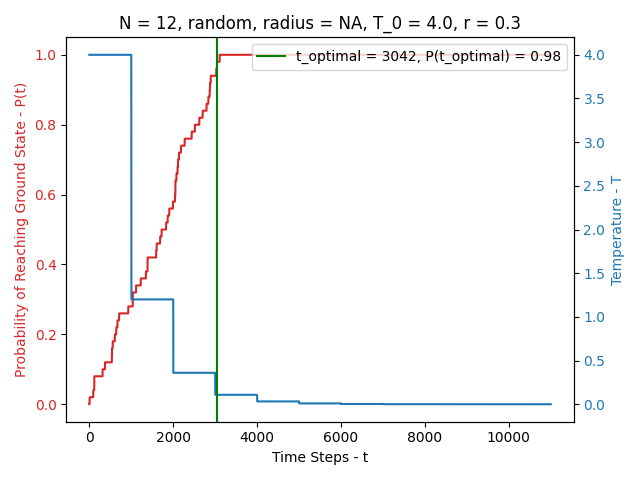 N = 12, random, radius = NA, T_0 = 4.0, r = 0.3
t_optimal = 3042, P(t_optimal) = 0.98
Probability of Reaching Ground State - P(t)
1.0
0.8
0.6
0.4
0.2
0.0
4.0
3.5
3.0
2.5
2.0
1.5
1.0
0.5
0.0
Temperature - T
0 2000 4000 6000 8000 10000
Time Steps - t